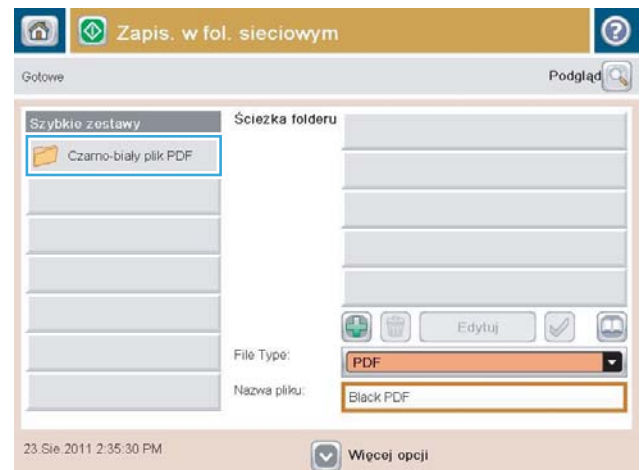 Zapis. w fol. sieciowym
Gotowe
Podgląd
Szybkie zestawy
Ścieżka folderu
Czarno-biały plik PDF
Edytuj
File Type:
PDF
Nazwa pliku:
Black PDF
23.Sie.2011 2:35:30 PM
Więcej opcji